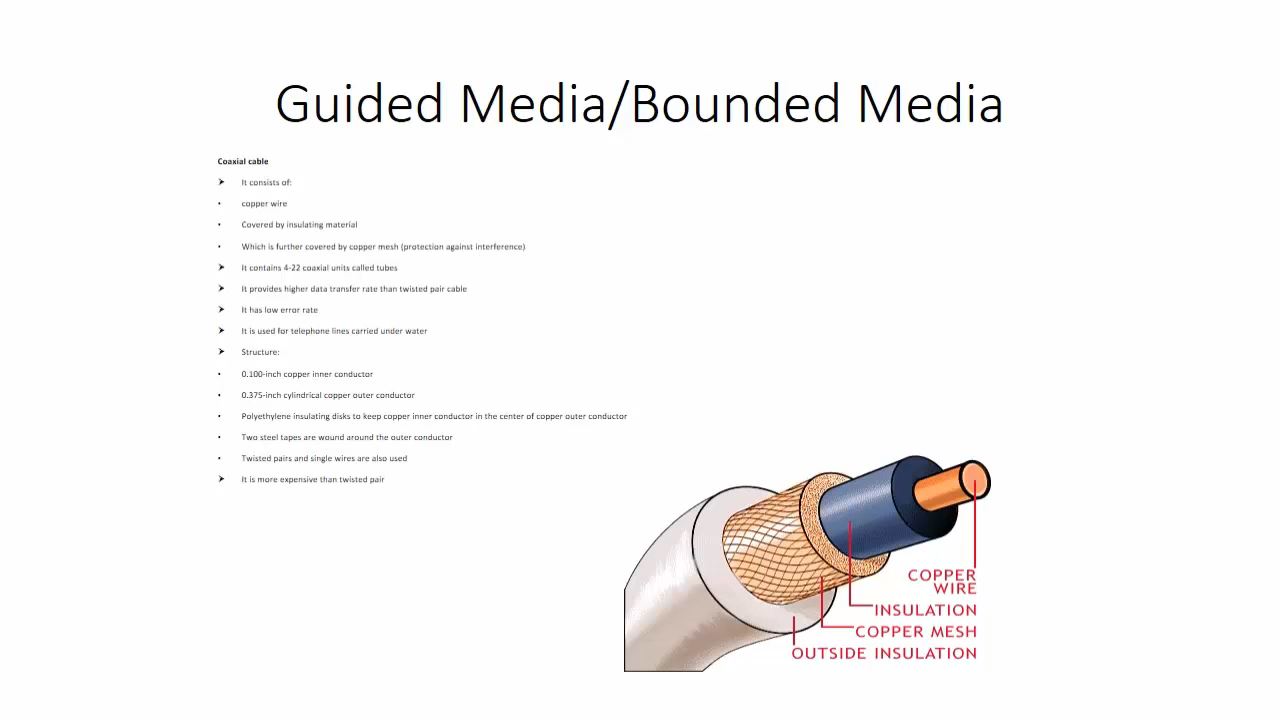 Guided Media/Bounded Media
Coaxial cable
➤ It consists of:
• copper wire
• Covered by insulating material
• Which is further covered by copper mesh (protection against interference)
➤ It contains 4-22 coaxial units called tubes
➤ It provides higher data transfer rate than twisted pair cable
➤ It has low error rate
➤ It is used for telephone lines carried under water
➤ Structure:
• 0.100-inch copper inner conductor
• 0.375-inch cylindrical copper outer conductor
• Polyethylene insulating disks to keep copper inner conductor in the center of copper outer conductor
• Two steel tapes are wound around the outer conductor
• Twisted pairs and single wires are also used
➤ It is more expensive than twisted pair
COPPER
WIRE
INSULATION
COPPER MESH
OUTSIDE INSULATION